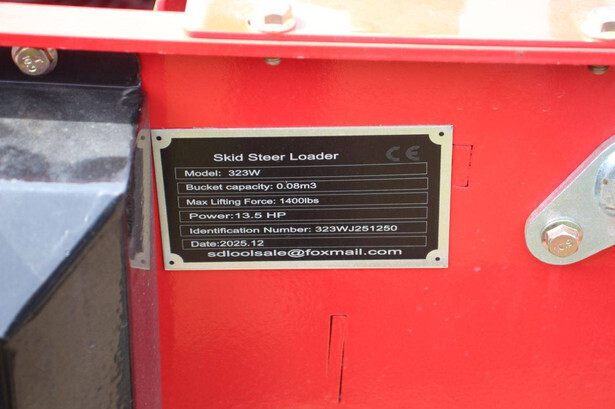 Skid Steer Loader CE
Model: 323W
Bucket capacity: 0.08m3
Max Lifting Force: 1400lbs
Power:13.5 HP
Identification Number: 323WJ251250
Date:2025.12
sdloolsale@foxmail.com